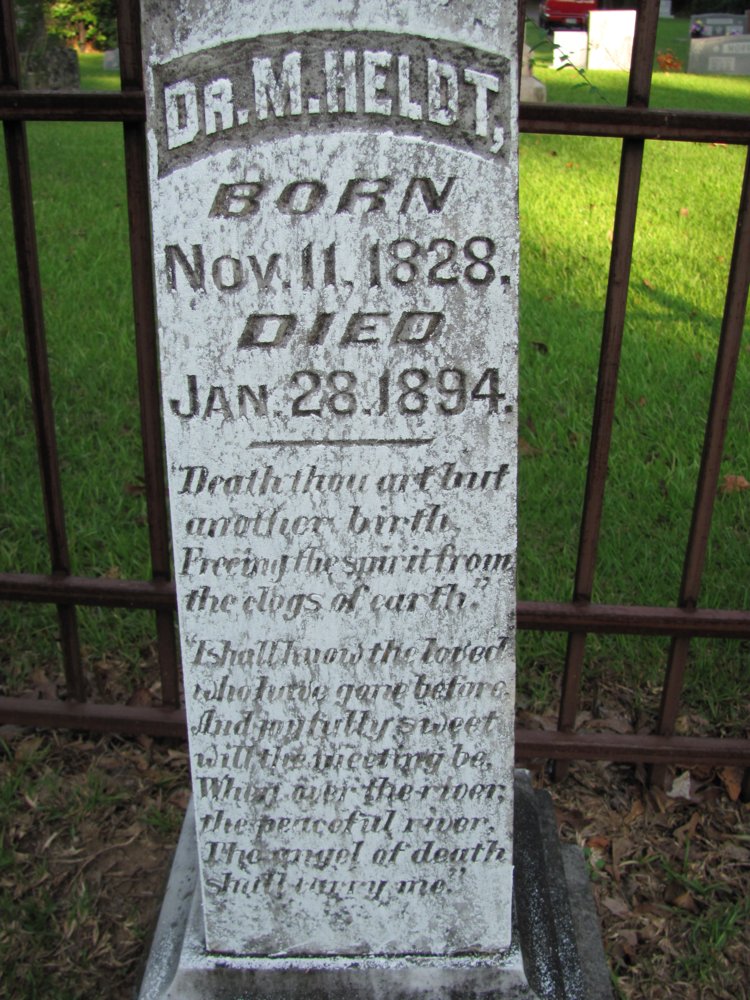 DR. M. HELDT,
BORN
NOV. 11, 1828.
DIED
JAN. 28. 1894.
"Death thou art but
another birth,
Freeing the spirit from
the clogs of earth."
"I shall know the loved
who have gone before
And joyfully sweet
will the meeting be,
When over the river,
the peaceful river,
The angel of death
shall carry me."